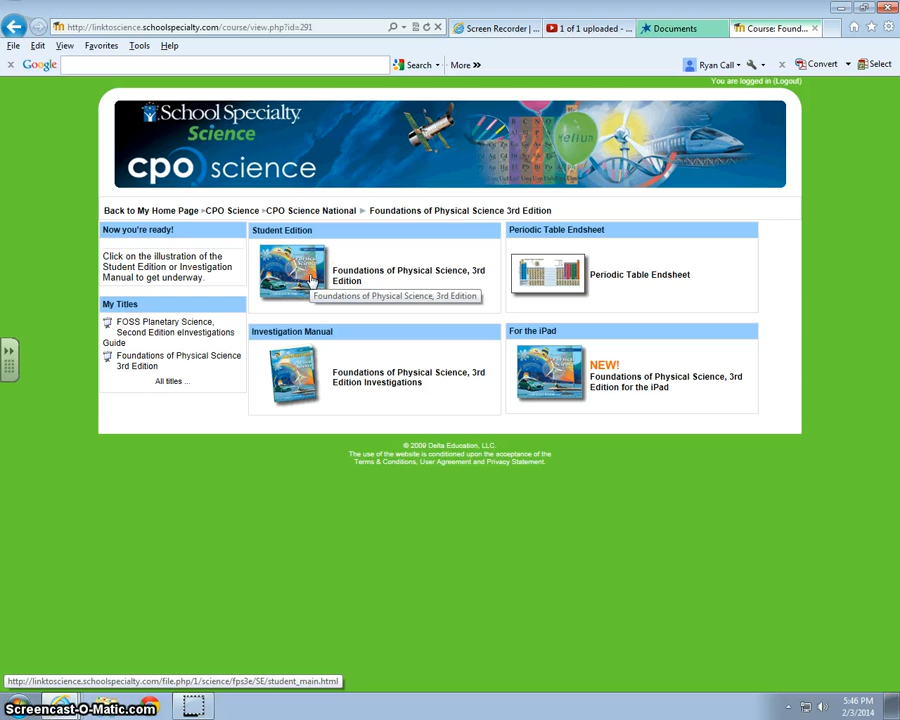 http://linktoscience.schoolspecialty.com/course/view.php?id=291
Screen Recorder | ...
1 of 1 uploaded - ...
Documents
Course: Found...
File Edit View Favorites Tools Help
Google
Search
More »
Ryan Call
Convert
Select
You are logged in (Logout)
School Specialty.
Science
cpo science
Helium
Back to My Home Page CPO Science CPO Science National Foundations of Physical Science 3rd Edition
Now you're ready!
Click on the illustration of the
Student Edition or Investigation
Manual to get underway.
My Titles
FOSS Planetary Science,
Second Edition eInvestigations
Guide
Foundations of Physical Science
3rd Edition
All titles ...
Student Edition
Foundations of Physical Science, 3rd
Edition
Foundations of Physical Science, 3rd Edition
Periodic Table Endsheet
Periodic Table Endsheet
Investigation Manual
Foundations of Physical Science, 3rd
Edition Investigations
For the iPad
NEW!
Foundations of Physical Science, 3rd
Edition for the iPad
© 2009 Delta Education, LLC.
The use of the website is conditioned upon the acceptance of the
Terms & Conditions, User Agreement and Privacy Statement.
http://linktoscience.schoolspecialty.com/file.php/1/science/fps3e/SE/student_main.html
Screencast-O-Matic.com
5:46 PM
2/3/2014